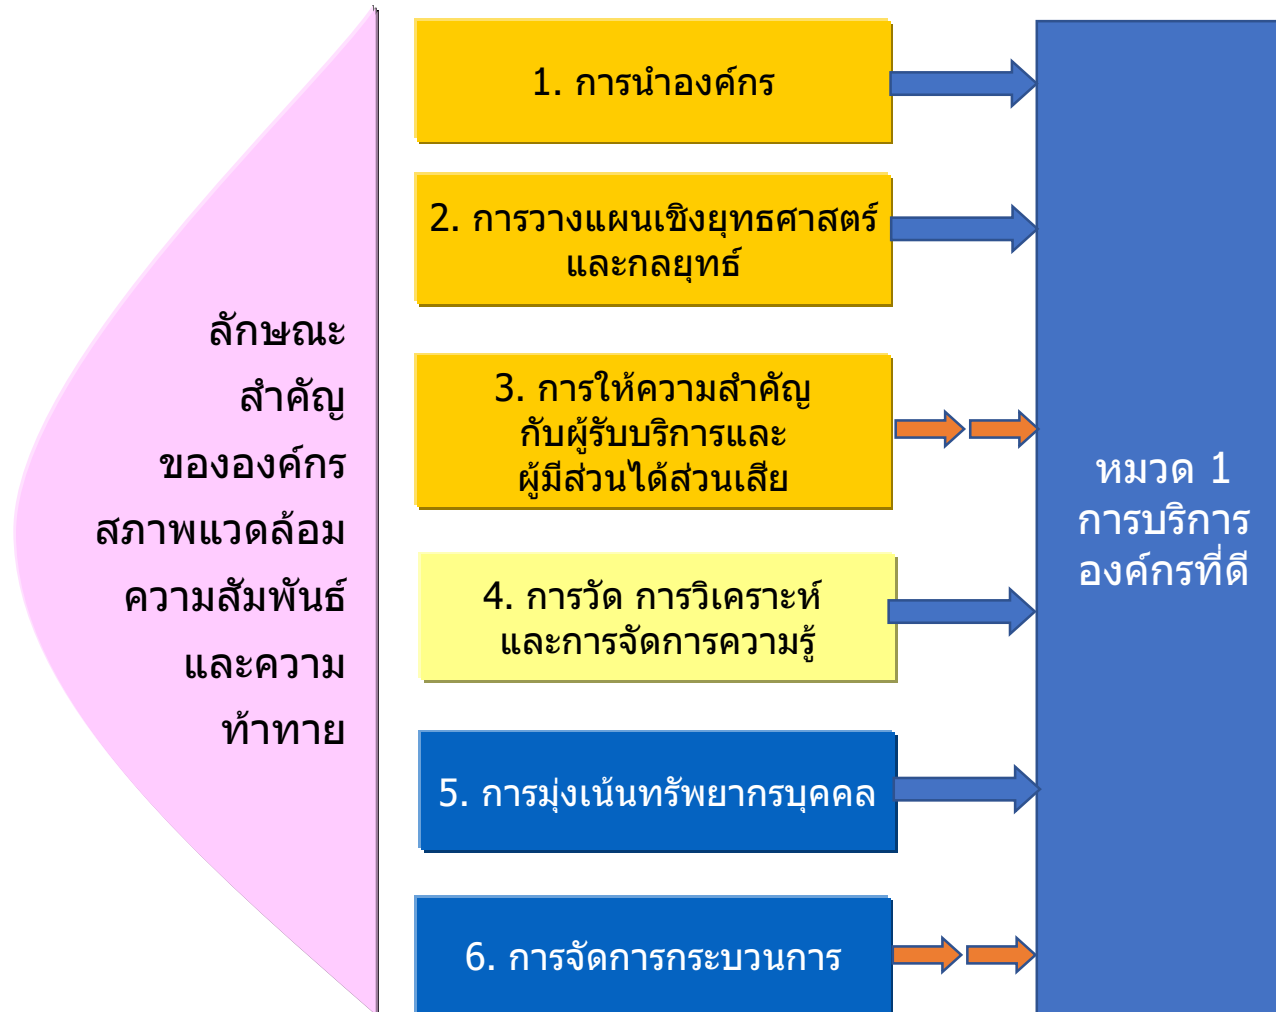 ลักษณะ
สำคัญ
ขององค์กร
สภาพแวดล้อม
ความสัมพันธ์
และความ
ท้าทาย
1. การนำองค์กร
2. การวางแผนเชิงยุทธศาสตร์
และกลยุทธ์
3. การให้ความสำคัญ
กับผู้รับบริการและ
ผู้มีส่วนได้ส่วนเสีย
4. การวัด การวิเคราะห์
และการจัดการความรู้
5. การมุ่งเน้นทรัพยากรบุคคล
6. การจัดการกระบวนการ
หมวด 1
การบริการ
องค์กรที่ดี